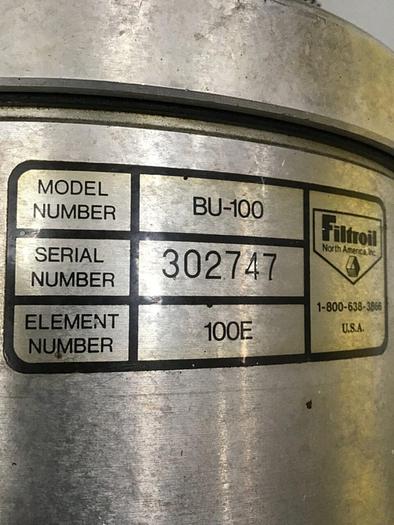 MODEL
NUMBER
BU-100
SERIAL
NUMBER
302747
ELEMENT
NUMBER
100E
Filtroil
North America, Inc.
1-800-638-3866
U.S.A.